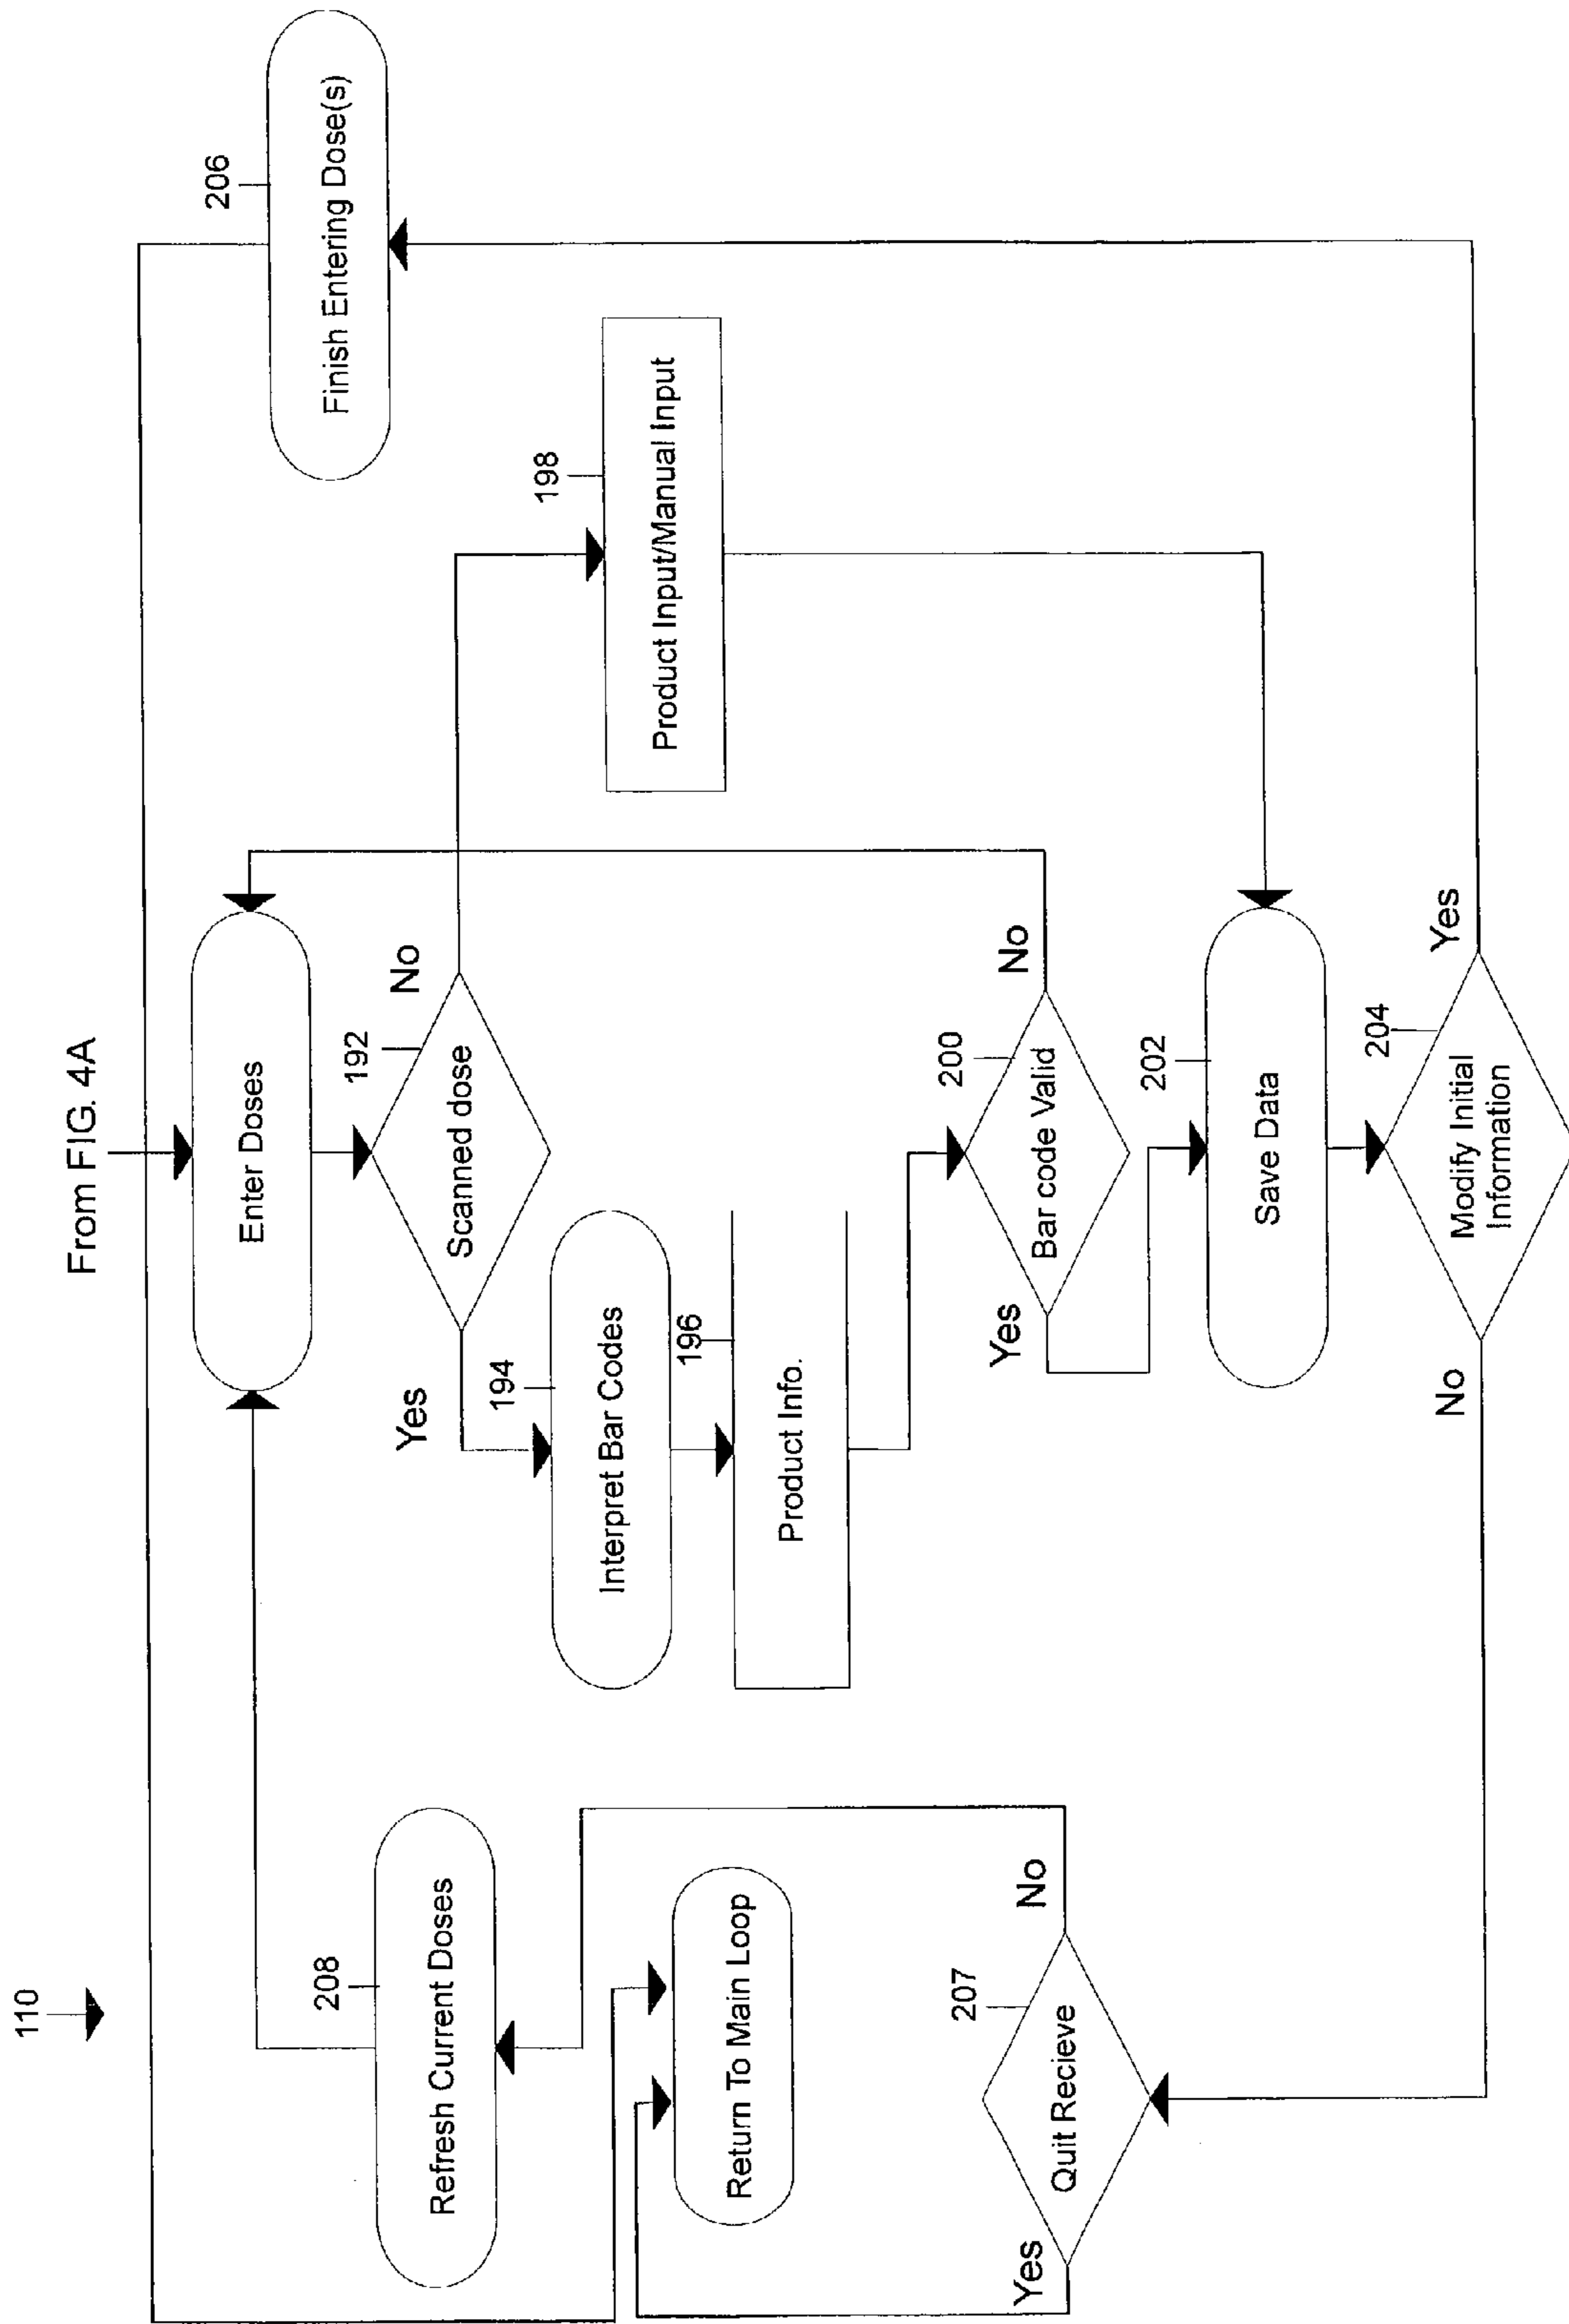 110
From FIG. 4A
Enter Doses
206
Finish Entering Dose(s)
208
Refresh Current Doses
192
Scanned dose
No
Yes
198
Product Input/Manual Input
194
Interpret Bar Codes
196
Product Info.
Return To Main Loop
200
Bar code Valid
No
Yes
207
Quit Recieve
No
Yes
202
Save Data
204
Modify Initial
Information
Yes
No